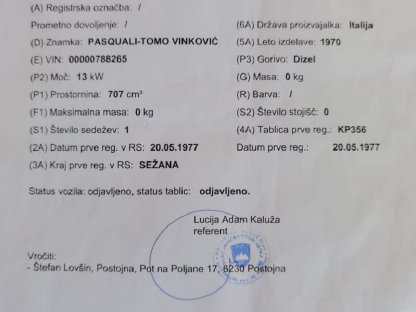 (A) Registrska označba: /
Prometno dovoljenje: / (6A) Država proizvajalka: Italija
(D) Znamka: PASQUALI-TOMO VINKOVIĆ (5A) Leto izdelave: 1970
(E) VIN: 00000788265 (P3) Gorivo: Dizel
(P2) Moč: 13 kW (G) Masa: 0 kg
(P1) Prostornina: 707 cm³ (R) Barva: /
(F1) Maksimalna masa: 0 kg (S2) Število stojišč: 0
(S1) Število sedežev: 1 (4A) Tablica prve reg.: KP356
(2A) Datum prve reg. v RS: 20.05.1977 Datum prve reg.: 20.05.1977
(3A) Kraj prve reg. v RS: SEŽANA
Status vozila: odjavljeno, status tablic: odjavljeno.
Lucija Adam Kaluža
referent
Vročiti:
- Štefan Lovšin, Postojna, Pot na Poljane 17, 6230 Postojna